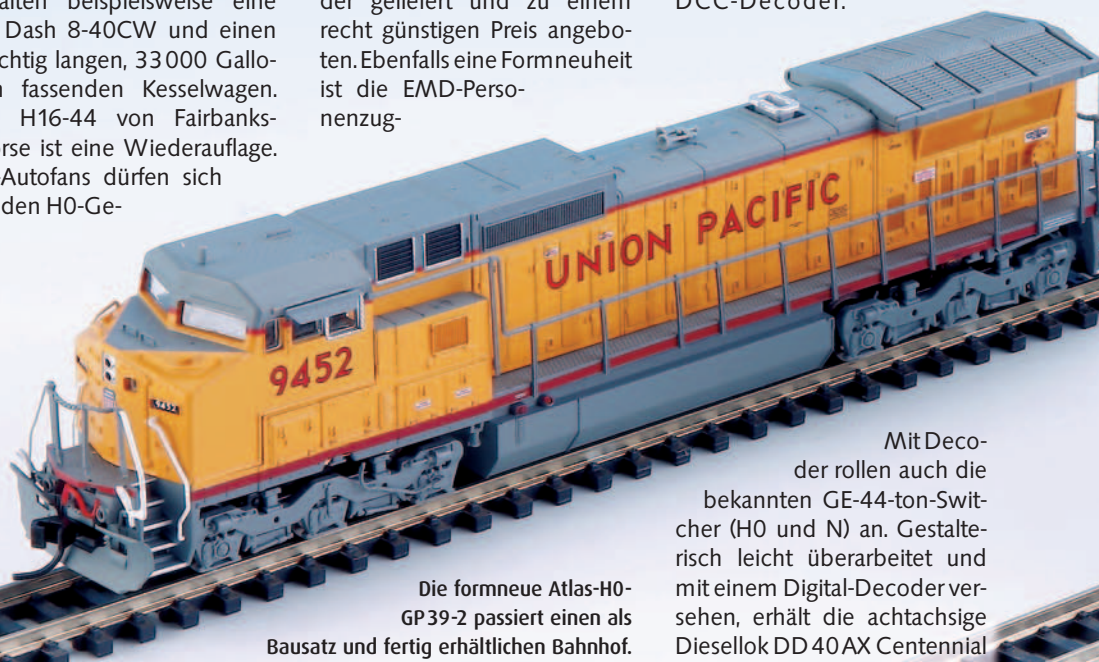 alten beispielsweise eine
Dash 8-40CW und einen
chtig langen, 33 000 Gallo-
fassenden Kesselwagen.
H16-44 von Fairbanks-
rse ist eine Wiederauflage.
Autofans dürfen sich
den H0-Ge-
der geliefert und zu einem
recht günstigen Preis angebo-
ten. Ebenfalls eine Formneuheit
ist die EMD-Perso-
nenzug-
DCC-Decoder.
UNION PACIFIC
9452
9452
Mit Deco-
der rollen auch die
bekannten GE-44-ton-Swit-
cher (H0 und N) an. Gestalte-
risch leicht überarbeitet und
mit einem Digital-Decoder ver-
sehen, erhält die achtachsige
Diesellok DD 40 AX Centennial
Die formneue Atlas-H0-
GP 39-2 passiert einen als
Bausatz und fertig erhältlichen Bahnhof.